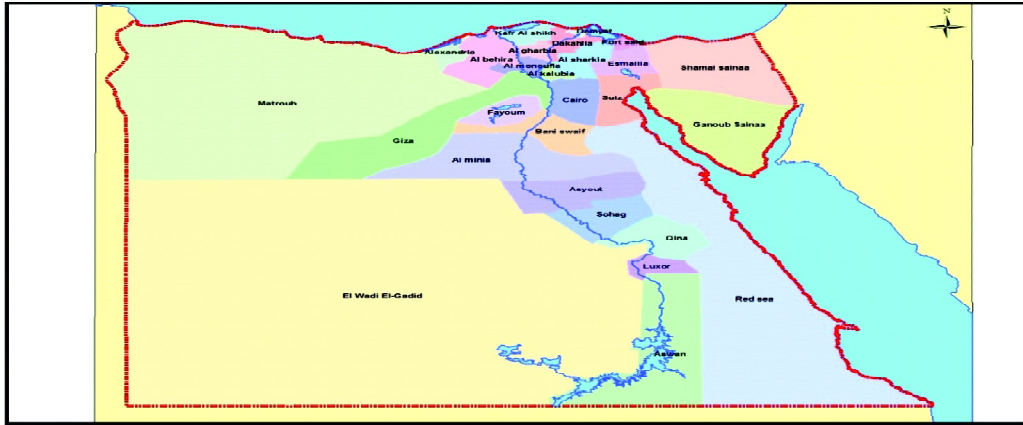 N
Kafr Al shikh
Damyat
Alexandria
Al gharbia
Dakahlia
Port said
Al behira
Al monoufia
Al sharkia
Esmailia
Shamal sainaa
Al kalubia
Matrouh
Fayoum
Cairo
Suiz
Ganoub Sainaa
Giza
Bani swaif
Al minia
Asyout
Sohag
Qina
Luxor
El Wadi El-Gadid
Red sea
Aswan